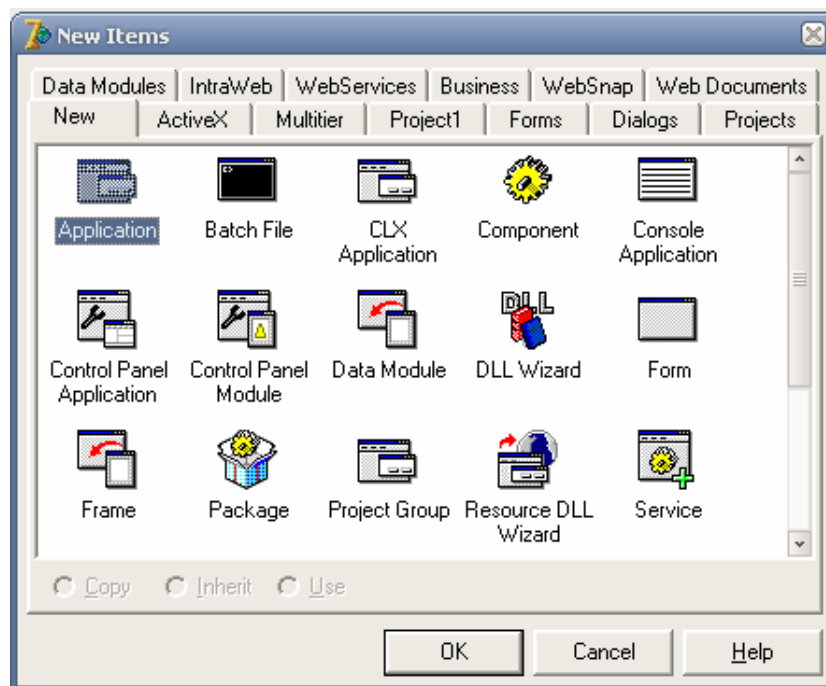 New Items
Data Modules IntraWeb WebServices Business WebSnap Web Documents
New ActiveX Multitier Project1 Forms Dialogs Projects
Application Batch File CLX Application Component Console Application
Control Panel Application Control Panel Module Data Module DLL Wizard Form
Frame Package Project Group Resource DLL Wizard Service
Copy Inherit Use
OK Cancel Help